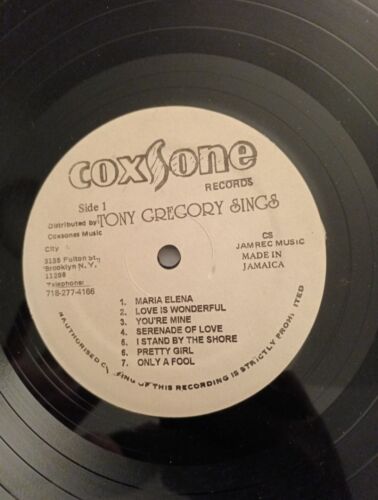 coxsone
RECORDS
Side 1
Distributed by
Coxsones Music
TONY GREGORY SINGS
City
3135 Fulton st.,
Brooklyn N.Y.
11208
Telephone:
718-277-4166
CS
JAMREC MUSIC
MADE IN
JAMAICA
1. MARIA ELENA
2. LOVE IS WONDERFUL
3. YOU'RE MINE
4. SERENADE OF LOVE
5. I STAND BY THE SHORE
6. PRETTY GIRL
7. ONLY A FOOL
OF THIS RECORDING IS STRICTLY PROHIBITED